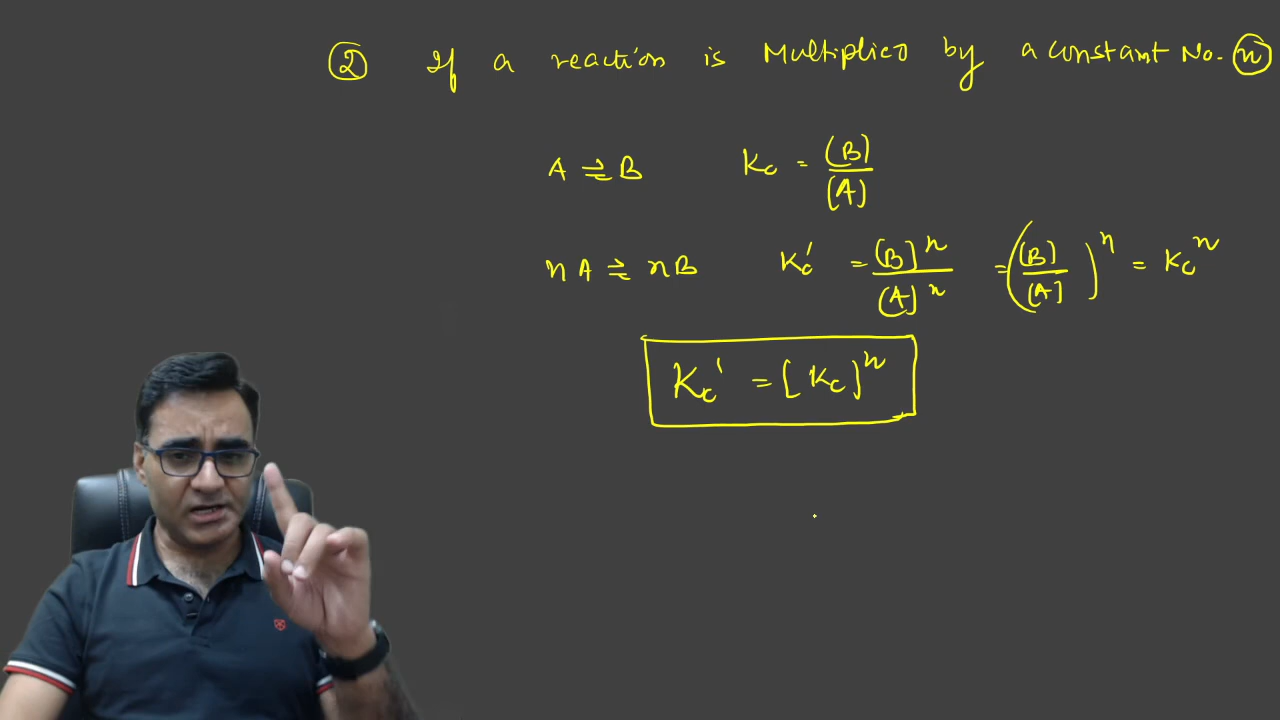 ② If a reaction is Multiplied by a constant No. ⓝ
A ⇌ B Kc = (B]/[A)
nA ⇌ nB Kc' = (B]^n/(A]^n = ((B]/[A])^n = Kc^n
Kc' = [Kc]^n